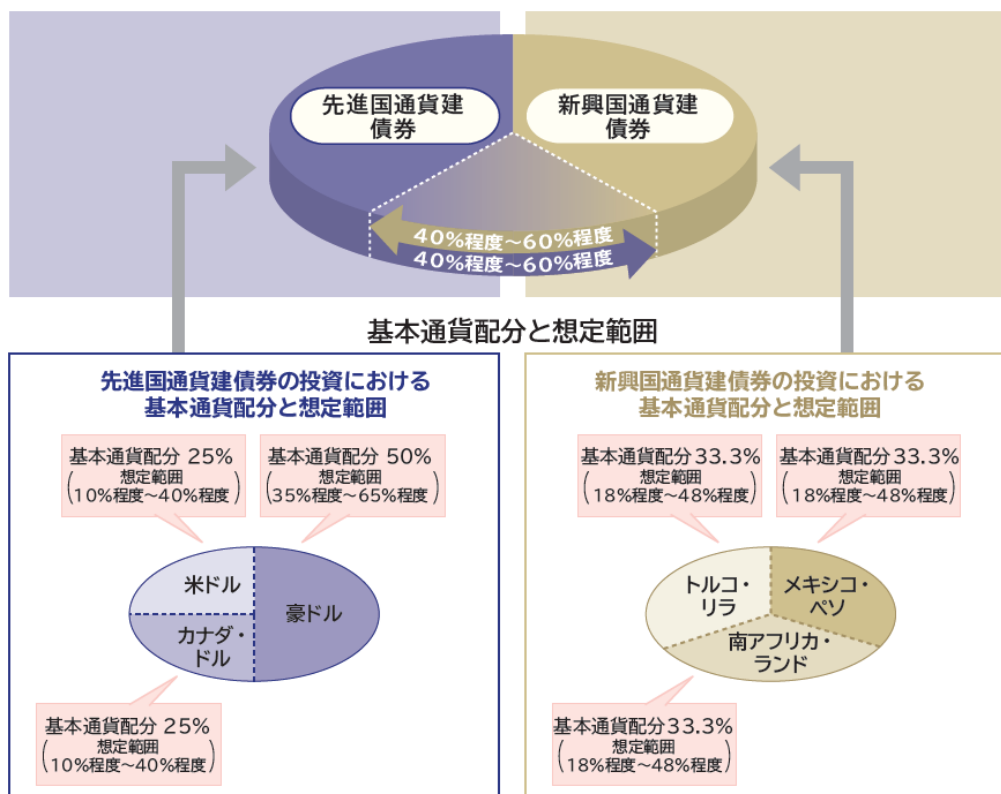 先進国通貨建
債券
新興国通貨建
債券
40%程度～60%程度
40%程度～60%程度
基本通貨配分と想定範囲
先進国通貨建債券の投資における
基本通貨配分と想定範囲
基本通貨配分 25%
想定範囲
(10%程度～40%程度)
基本通貨配分 50%
想定範囲
(35%程度～65%程度)
米ドル
カナダ・
ドル
豪ドル
基本通貨配分 25%
想定範囲
(10%程度～40%程度)
新興国通貨建債券の投資における
基本通貨配分と想定範囲
基本通貨配分33.3%
想定範囲
(18%程度～48%程度)
基本通貨配分33.3%
想定範囲
(18%程度～48%程度)
トルコ・
リラ
メキシコ・
ペソ
南アフリカ・
ランド
基本通貨配分33.3%
想定範囲
(18%程度～48%程度)